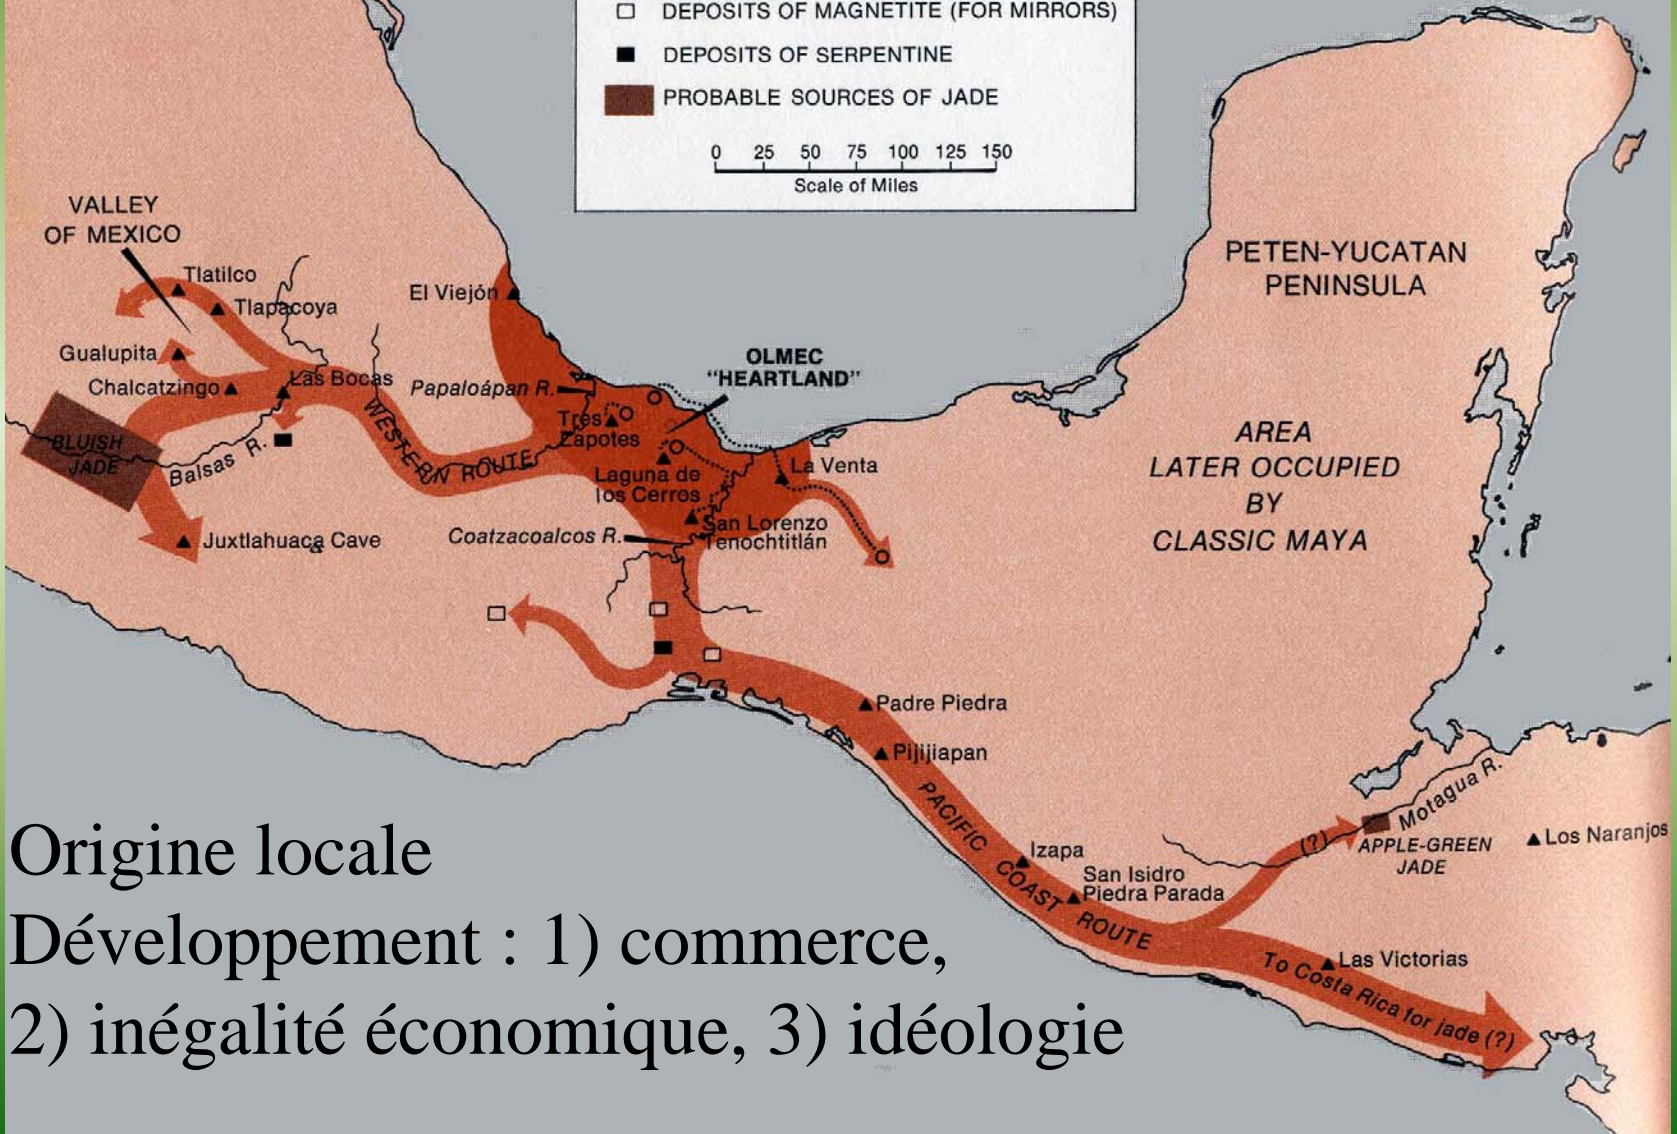 DEPOSITS OF MAGNETITE (FOR MIRRORS)
DEPOSITS OF SERPENTINE
PROBABLE SOURCES OF JADE
0 25 50 75 100 125 150
Scale of Miles
VALLEY
OF MEXICO
Tlatilco
Tlapacoya
El Viejón
Gualupita
Chalcatzingo
Las Bocas
Papaloápan R.
OLMEC
"HEARTLAND"
PETEN-YUCATAN
PENINSULA
BLUISH
JADE
Balsas R.
WESTERN ROUTE
Tres
Zapotes
Laguna de
los Cerros
La Venta
San Lorenzo
Tenochtitlán
Coatzacoalcos R.
Juxtlahuaca Cave
AREA
LATER OCCUPIED
BY
CLASSIC MAYA
Padre Piedra
Pijijiapan
PACIFIC COAST ROUTE
Izapa
San Isidro
Piedra Parada
(?)
Motagua R.
APPLE-GREEN
JADE
Los Naranjos
Las Victorias
To Costa Rica for jade (?)
Origine locale
Développement : 1) commerce,
2) inégalité économique, 3) idéologie